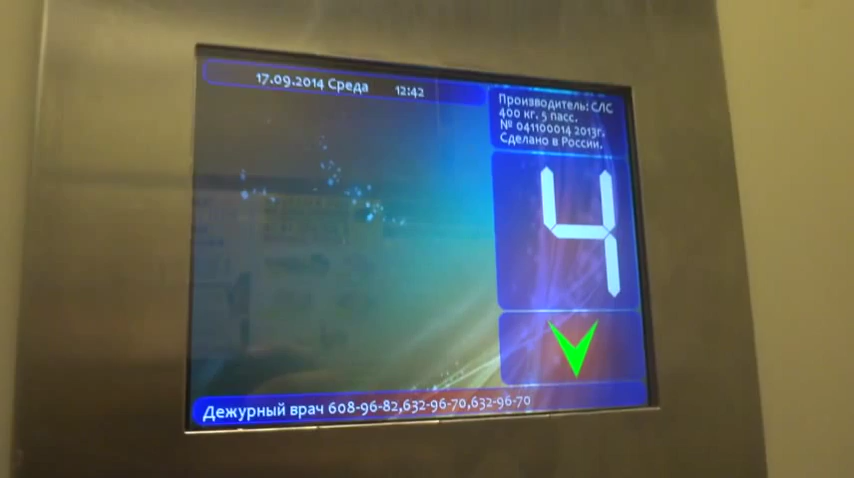 17.09.2014 Среда 12:42
Производитель: С/ІС
400 кг. 5 пасс.
№ 041100014 2013г.
Сделано в России.
4
Дежурный врач 608-96-82,632-96-70,632-96-70